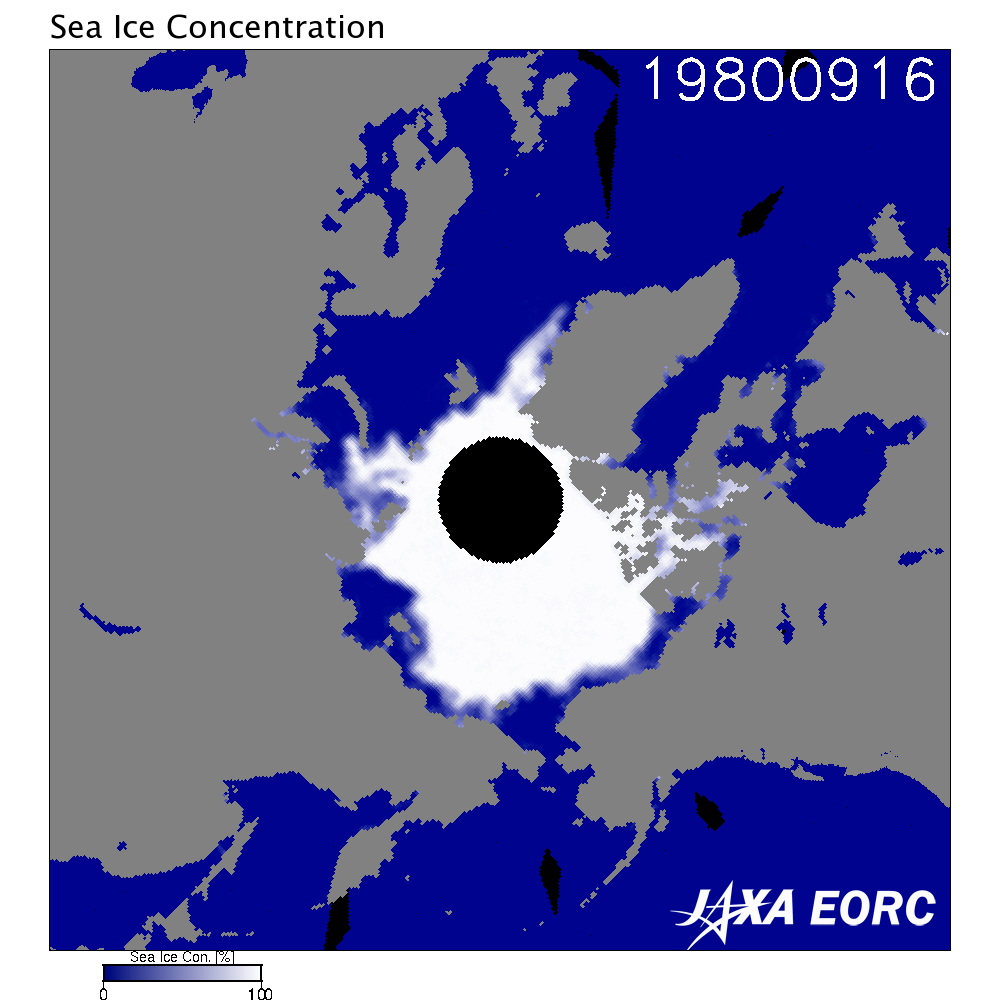 Sea Ice Concentration
19800916
JAXA EORC
Sea Ice Con. [%]
0 100